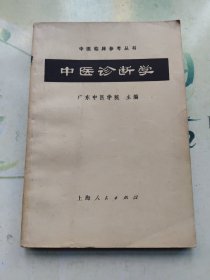 中医临床参考丛书
中医诊断学
广东中医学院 主编
上海人民出版社